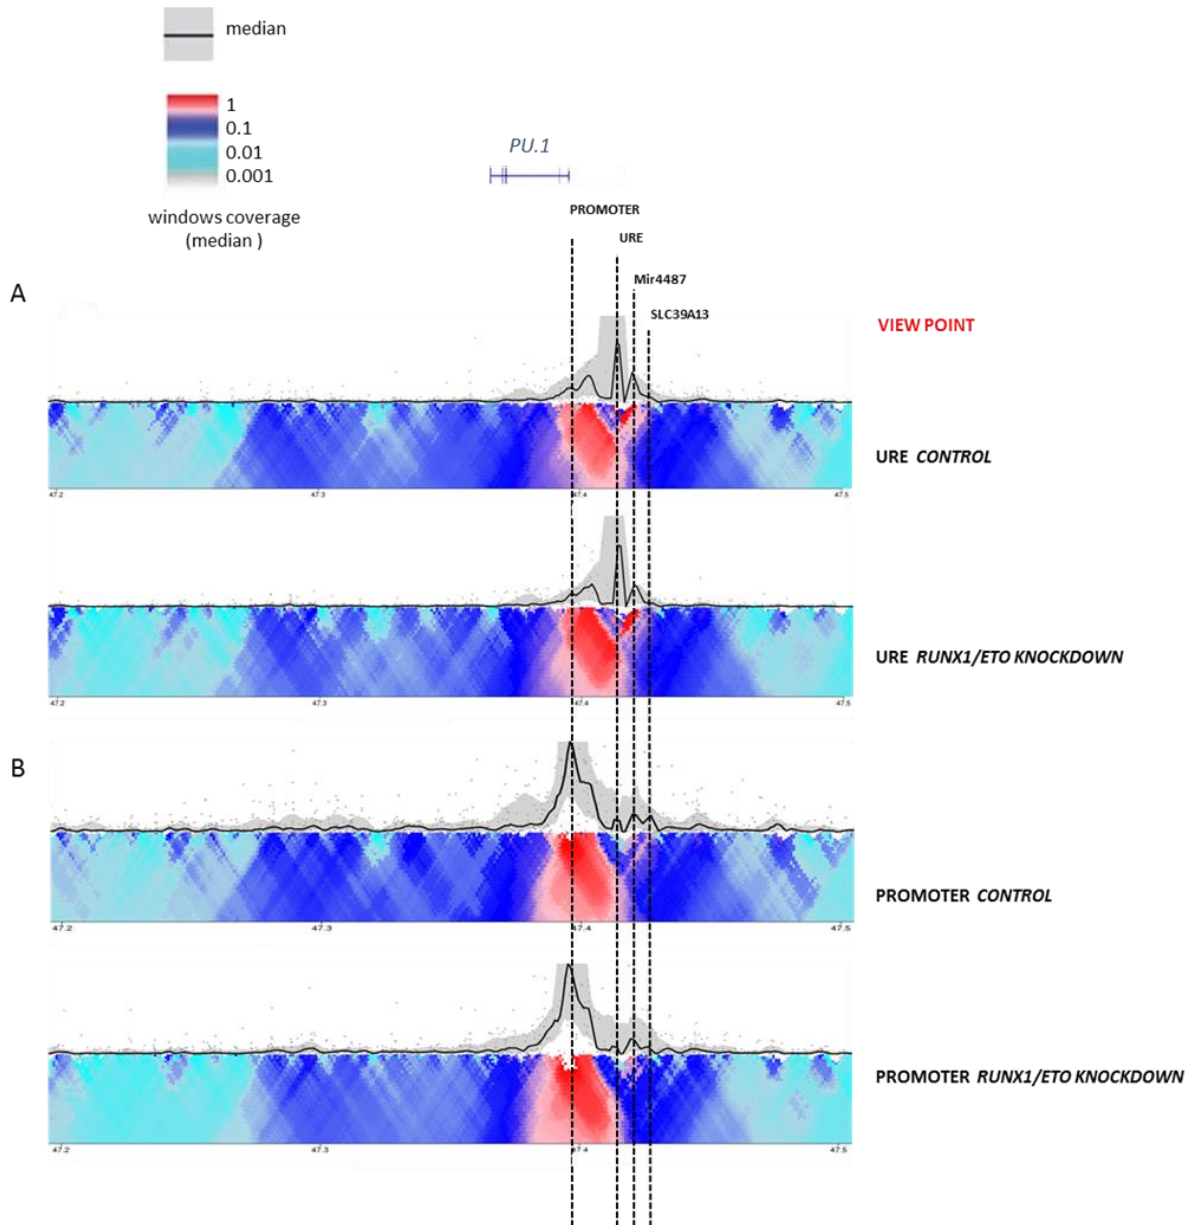 median
1
0.1
0.01
0.001
windows coverage
(median )
PU.1
PROMOTER
URE
Mir4487
SLC39A13
A
VIEW POINT
URE CONTROL
47.2 47.3 47.4 47.5
URE RUNX1/ETO KNOCKDOWN
47.2 47.3 47.4 47.5
B
PROMOTER CONTROL
47.2 47.3 47.4 47.5
PROMOTER RUNX1/ETO KNOCKDOWN
47.2 47.3 47.4 47.5